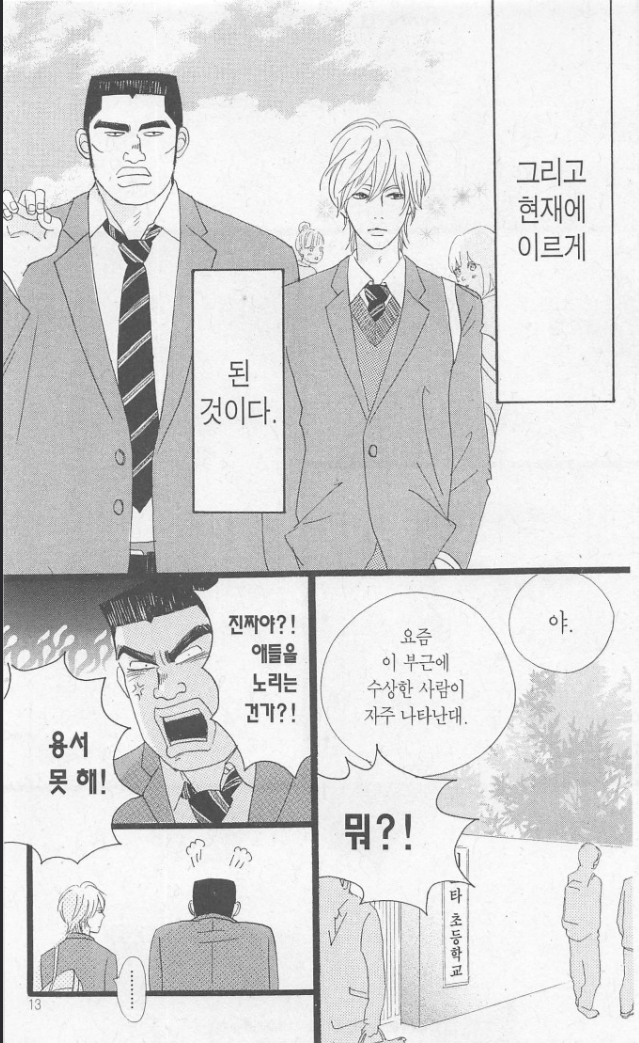 그리고
현재에
이르게
된
것이다.
야.
요즘
이 부근에
수상한 사람이
자주 나타난대.
뭐?!
타 초등학교
진짜야?!
애들을
노리는
건가?!
용서
못 해!
………
13